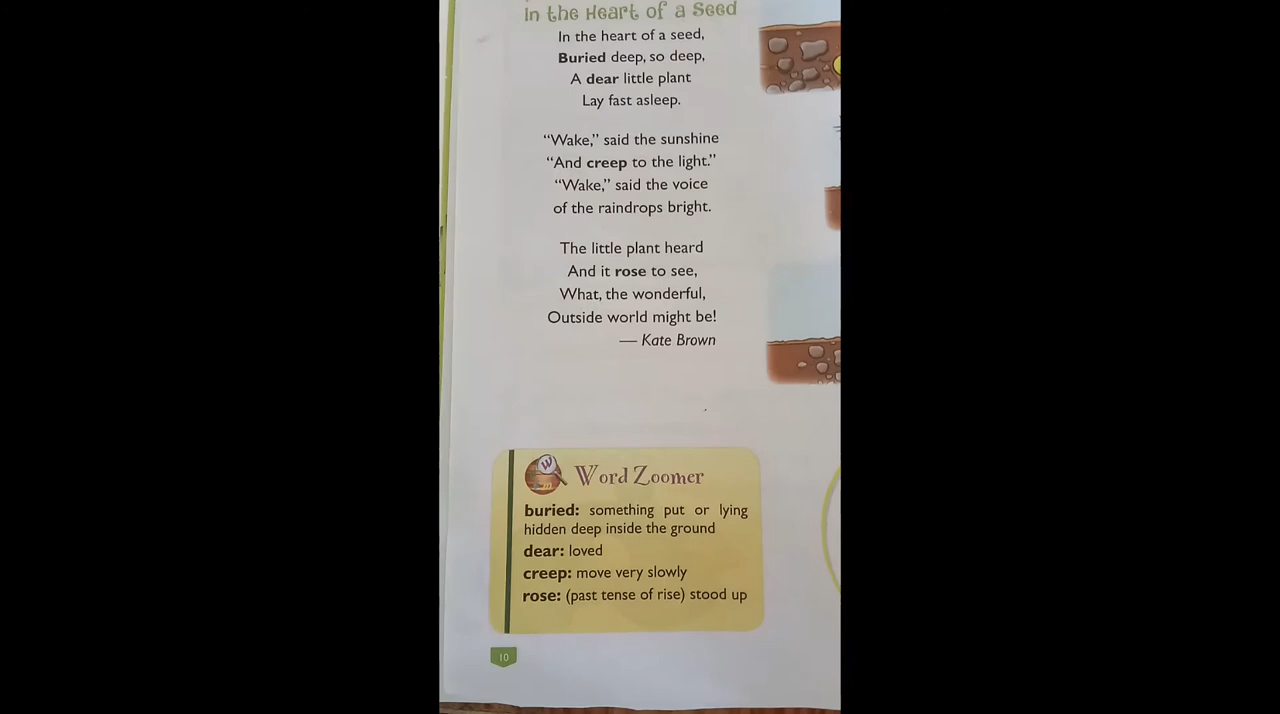 In the Heart of a Seed
In the heart of a seed,
Buried deep, so deep,
A dear little plant
Lay fast asleep.
“Wake,” said the sunshine
“And creep to the light.”
“Wake,” said the voice
of the raindrops bright.
The little plant heard
And it rose to see,
What, the wonderful,
Outside world might be!
— Kate Brown
W
Word Zoomer
buried: something put or lying
hidden deep inside the ground
dear: loved
creep: move very slowly
rose: (past tense of rise) stood up
10